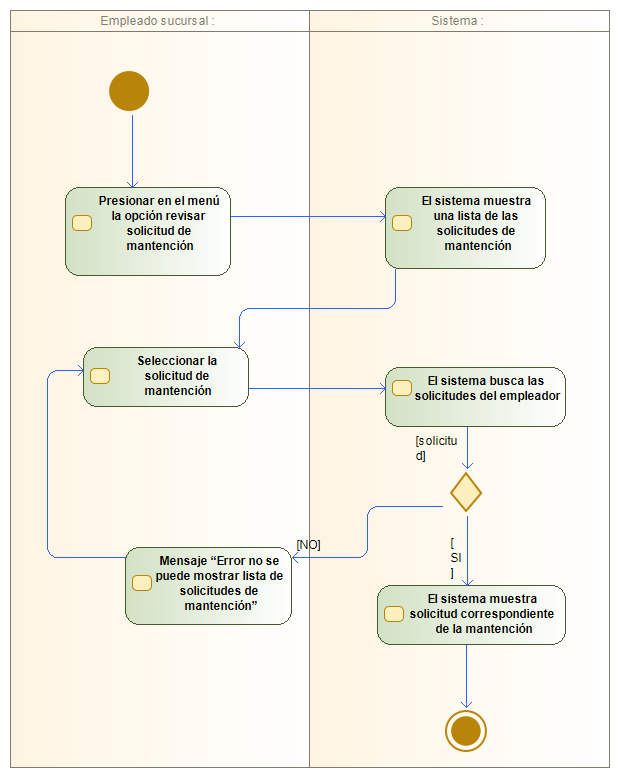 Empleado sucursal :
Sistema :
Presionar en el menú
la opción revisar
solicitud de
mantención
El sistema muestra
una lista de las
solicitudes de
mantención
Seleccionar la
solicitud de
mantención
El sistema busca las
solicitudes del empleador
[solicitu
d]
[NO]
[
SI
]
Mensaje “Error no se
puede mostrar lista de
solicitudes de
mantención”
El sistema muestra
solicitud correspondiente
de la mantención